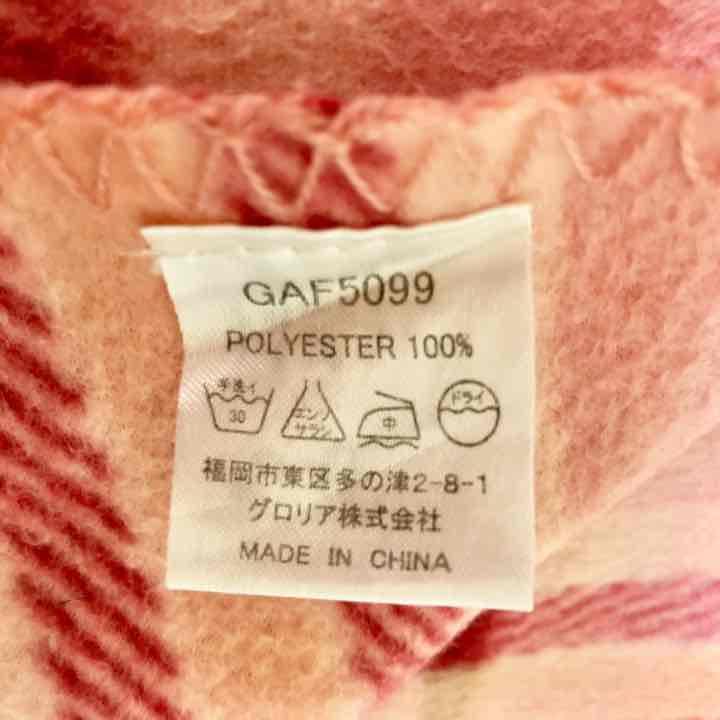 GAF5099
POLYESTER 100%
手洗イ 30 エンソ サラシ 中 ドライ
福岡市東区多の津2-8-1
グロリア株式会社
MADE IN CHINA